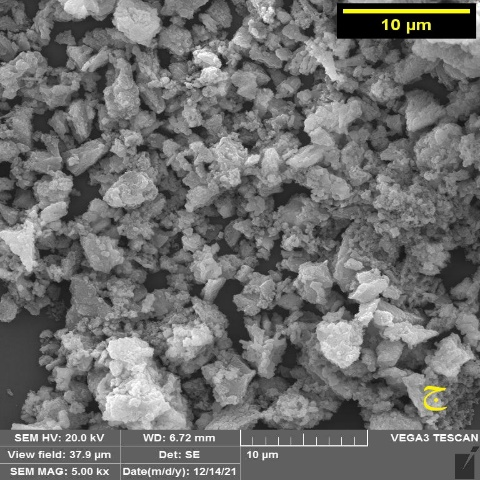 10 µm
ج
SEM HV: 20.0 kV WD: 6.72 mm VEGA3 TESCAN
View field: 37.9 µm Det: SE 10 µm
SEM MAG: 5.00 kx Date(m/d/y): 12/14/21